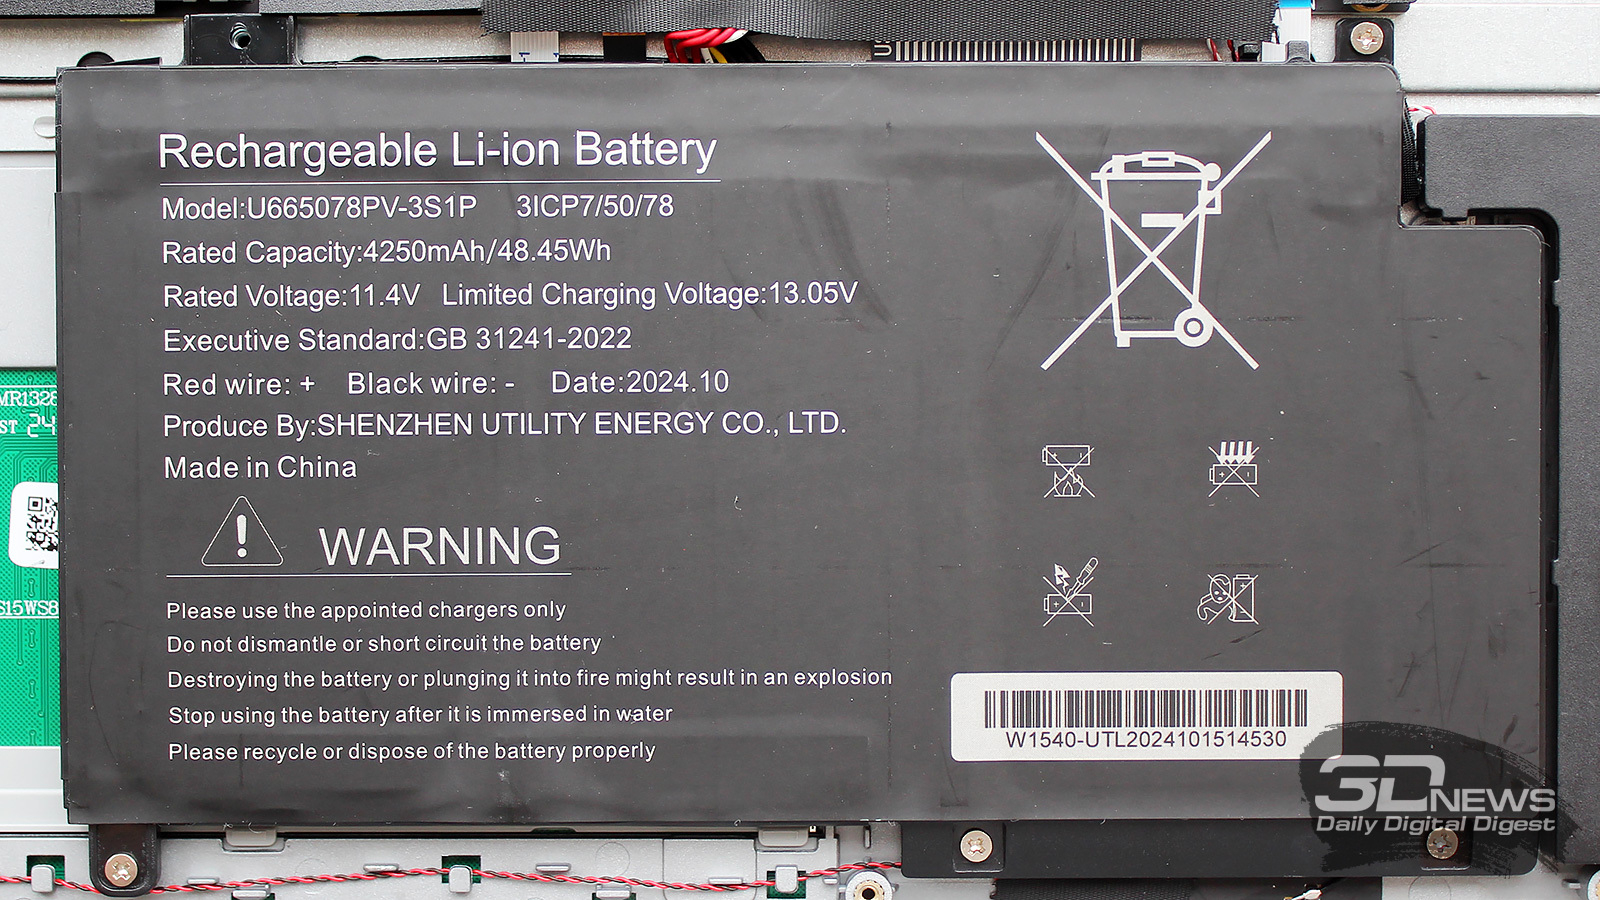 Rechargeable Li-ion Battery
Model:U665078PV-3S1P 3ICP7/50/78
Rated Capacity:4250mAh/48.45Wh
Rated Voltage:11.4V Limited Charging Voltage:13.05V
Executive Standard:GB 31241-2022
Red wire: + Black wire: - Date:2024.10
Produce By:SHENZHEN UTILITY ENERGY CO., LTD.
Made in China
WARNING
Please use the appointed chargers only
Do not dismantle or short circuit the battery
Destroying the battery or plunging it into fire might result in an explosion
Stop using the battery after it is immersed in water
Please recycle or dispose of the battery properly
W1540-UTL2024101514530
3DNEWS
Daily Digital Digest
MR1328
ST 24
S15WS8